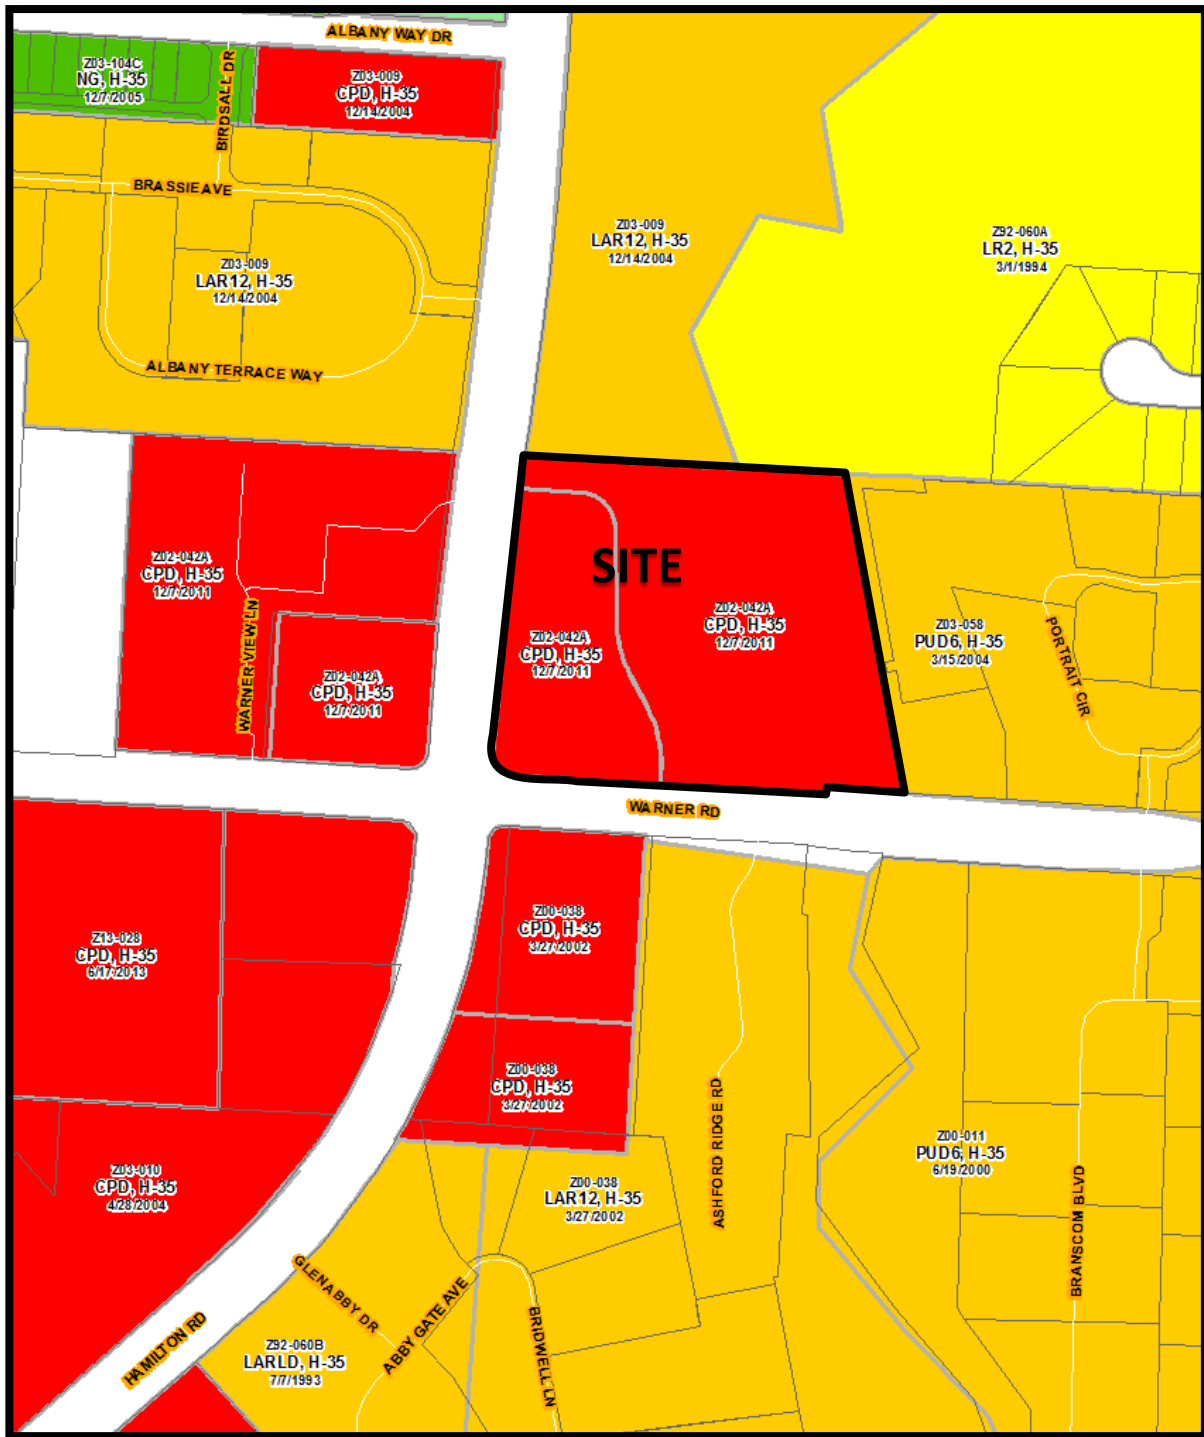 ALBANY WAY DR
Z03-104C
NG, H-35
12/7/2005
BIRDSALL DR
Z03-009
CPD, H-35
12/14/2004
BRASSIE AVE
Z03-009
LAR12, H-35
12/14/2004
ALBANY TERRACE WAY
Z03-009
LAR12, H-35
12/14/2004
Z92-060A
LR2, H-35
3/1/1994
Z02-042A
CPD, H-35
12/7/2011
WARNER VIEW LN
Z02-042A
CPD, H-35
12/7/2011
SITE
Z02-042A
CPD, H-35
12/7/2011
Z02-042A
CPD, H-35
12/7/2011
Z03-058
PUD6, H-35
3/15/2004
PORTRAIT CIR
WARNER RD
Z13-028
CPD, H-35
6/17/2013
Z00-038
CPD, H-35
3/27/2002
Z00-038
CPD, H-35
3/27/2002
Z03-010
CPD, H-35
4/28/2004
Z00-038
LAR12, H-35
3/27/2002
ASHFORD RIDGE RD
Z00-011
PUD6, H-35
6/19/2000
BRANSCOM BLVD
HAMILTON RD
GLENABBY DR
ABBY GATE AVE
BRIDWELL LN
Z92-060B
LARLD, H-35
7/7/1993